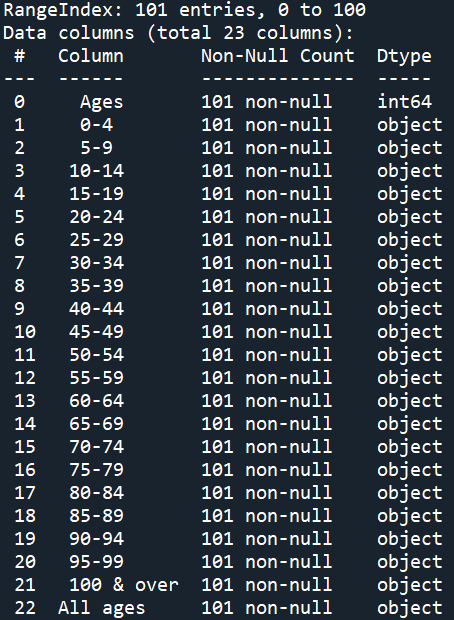 RangeIndex: 101 entries, 0 to 100
Data columns (total 23 columns):
 #   Column       Non-Null Count  Dtype
---  ------       --------------  -----
 0     Ages       101 non-null    int64
 1     0-4        101 non-null    object
 2     5-9        101 non-null    object
 3    10-14       101 non-null    object
 4    15-19       101 non-null    object
 5    20-24       101 non-null    object
 6    25-29       101 non-null    object
 7    30-34       101 non-null    object
 8    35-39       101 non-null    object
 9    40-44       101 non-null    object
 10   45-49       101 non-null    object
 11   50-54       101 non-null    object
 12   55-59       101 non-null    object
 13   60-64       101 non-null    object
 14   65-69       101 non-null    object
 15   70-74       101 non-null    object
 16   75-79       101 non-null    object
 17   80-84       101 non-null    object
 18   85-89       101 non-null    object
 19   90-94       101 non-null    object
 20   95-99       101 non-null    object
 21   100 & over  101 non-null    object
 22  All ages     101 non-null    object